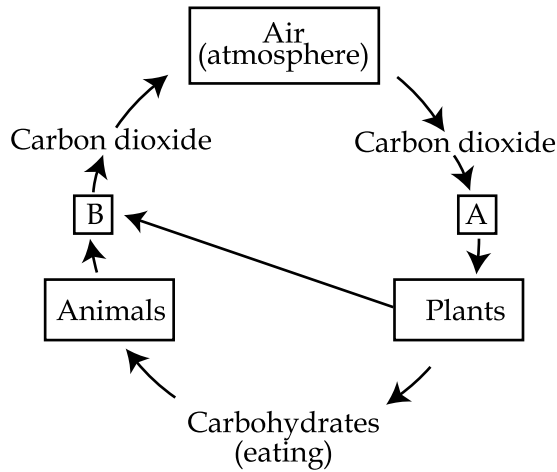 Air
(atmosphere)
Carbon dioxide
Carbon dioxide
B
A
Animals
Plants
Carbohydrates
(eating)